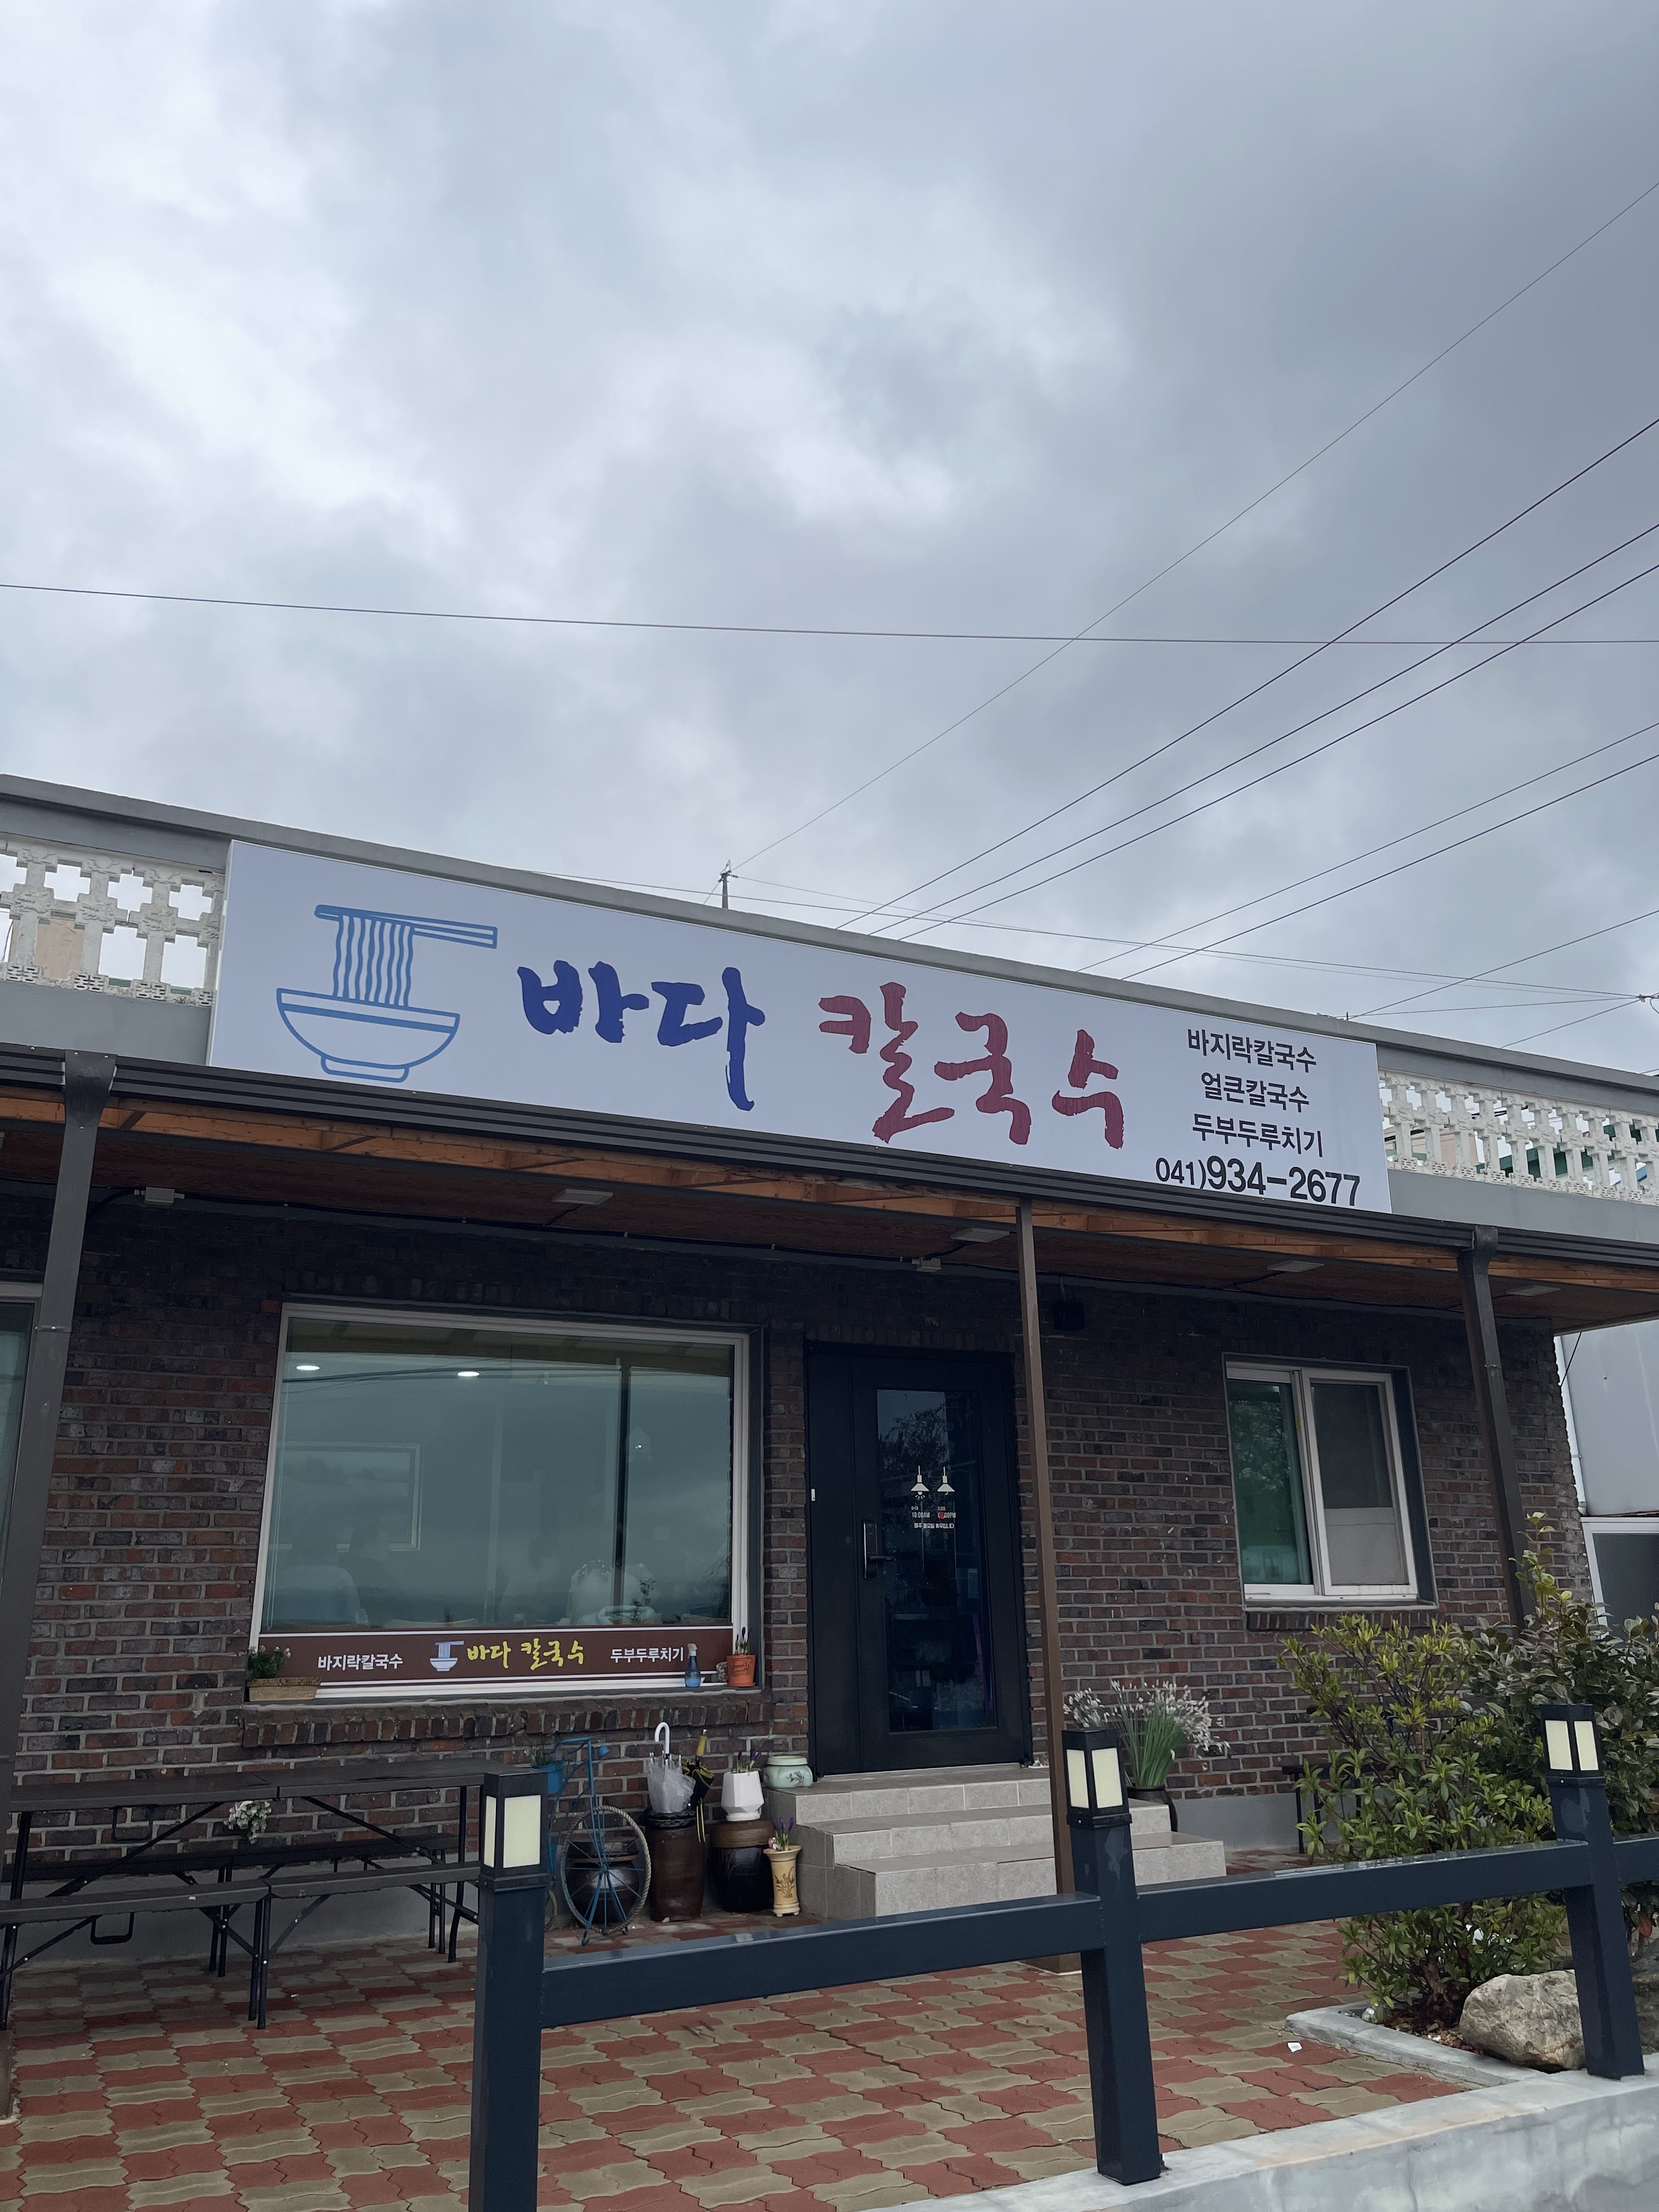 바다 칼국수
바지락칼국수
얼큰칼국수
두부두루치기
041)934-2677
바지락칼국수 바다 칼국수 두부두루치기